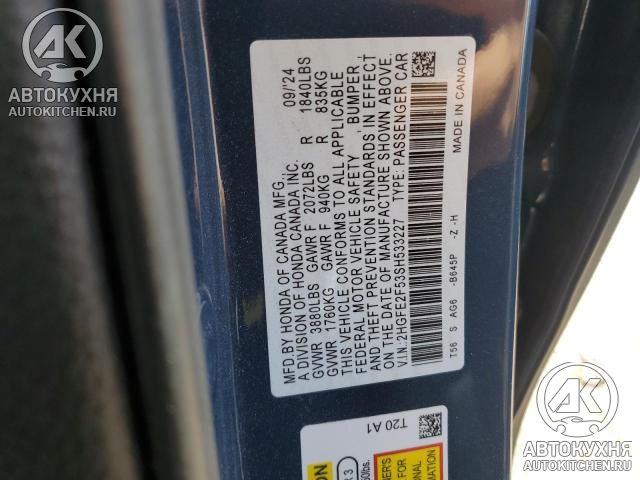 АВТОКУХНЯ
AUTOKITCHEN.RU
MFD.BY HONDA OF CANADA MFG., 09/'24
A DIVISION OF HONDA CANADA INC.
GVWR 3880LBS GAWR F 2072LBS R 1840LBS
GVWR 1760KG GAWR F 940KG R 835KG
THIS VEHICLE CONFORMS TO ALL APPLICABLE
FEDERAL MOTOR VEHICLE SAFETY , BUMPER ,
AND THEFT PREVENTION STANDARDS IN EFFECT
ON THE DATE OF MANUFACTURE SHOWN ABOVE.
V.I.N.: 2HGFE2F53SH533227 TYPE: PASSENGER CAR
MADE IN CANADA
T56 S AG6 -B645P -Z -H
T20 A1
АВТОКУХНЯ
AUTOKITCHEN.RU